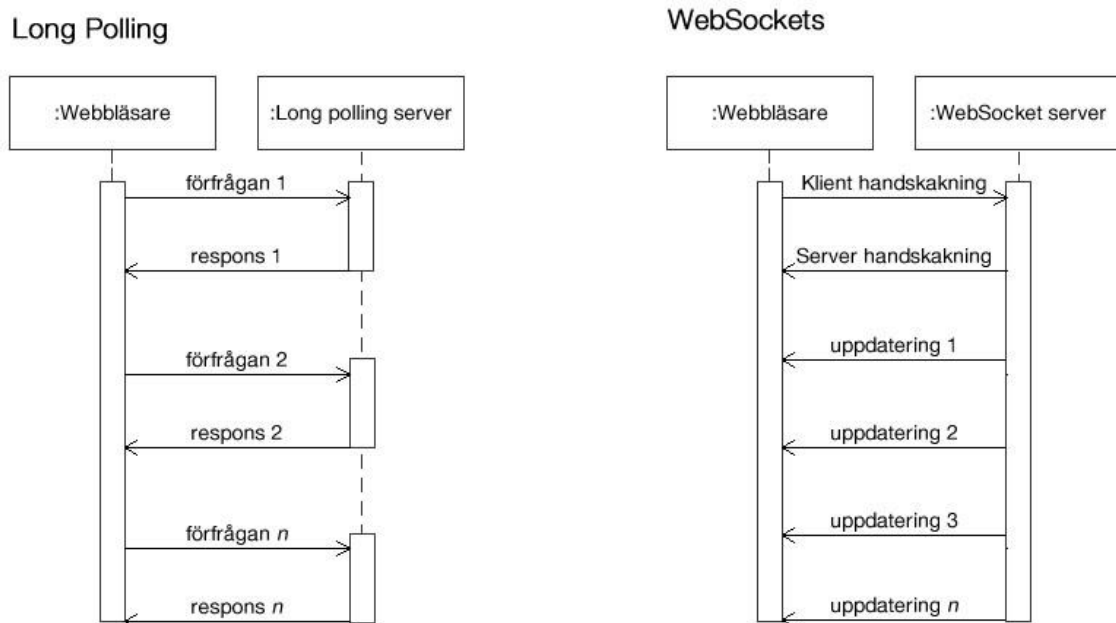 Long Polling
:Webbläsare
:Long polling server
förfrågan 1
respons 1
förfrågan 2
respons 2
förfrågan n
respons n
WebSockets
:Webbläsare
:WebSocket server
Klient handskakning
Server handskakning
uppdatering 1
uppdatering 2
uppdatering 3
uppdatering n